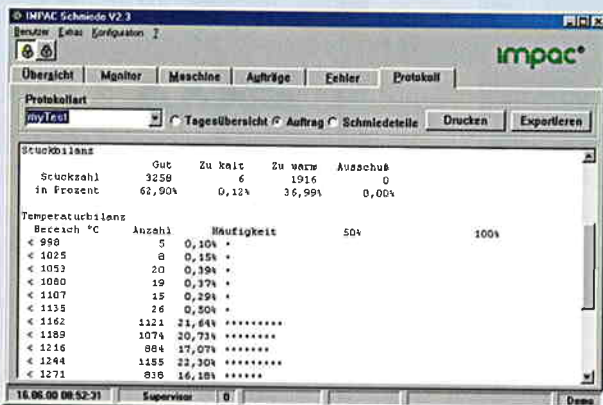 IMPAC Schmiede V2.3
Benutzer Extras Konfiguration ?
impac
Übersicht Monitor Maschine Aufträge Fehler Protokoll
Protokollart
myTest Tagesübersicht Auftrag Schmiedeteile Drucken Exportieren
Stückbilanz
Gut Zu kalt Zu warm Ausschuß
Stückzahl 3258 6 1916 0
in Prozent 62,90% 0,12% 36,99% 0,00%
Temperaturbilanz
Bereich °C Anzahl Häufigkeit 50% 100%
< 998 5 0,10% *
< 1025 8 0,15% *
< 1053 20 0,39% *
< 1080 19 0,37% *
< 1107 15 0,29% *
< 1135 26 0,50% *
< 1162 1121 21,64% *********
< 1189 1074 20,73% ********
< 1216 884 17,07% *******
< 1244 1155 22,30% *********
< 1271 838 16,18% ******
16.06.00 08:52:31 Supervisor 0 Demo